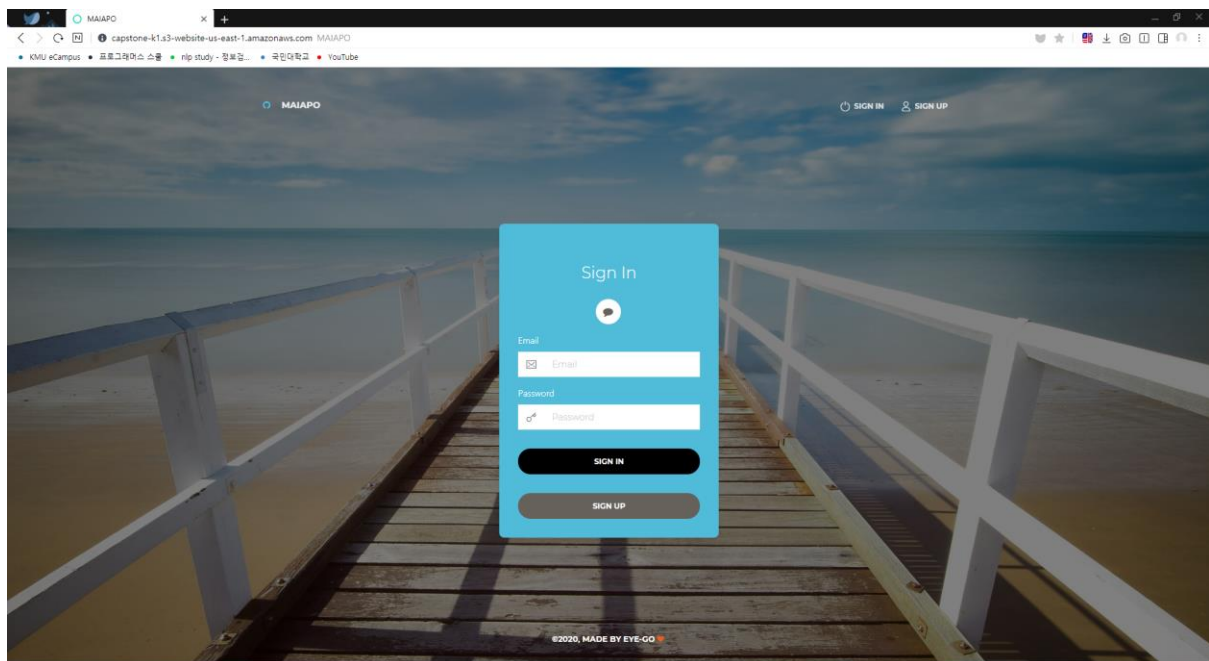 MAIAPO
capstone-k1.s3-website-us-east-1.amazonaws.com MAIAPO
KMU eCampus 프로그래머스 스쿨 nlp study - 정보검... 국민대학교 YouTube
MAIAPO SIGN IN SIGN UP
Sign In
Email
Email
Password
Password
SIGN IN
SIGN UP
©2020, MADE BY EYE-GO